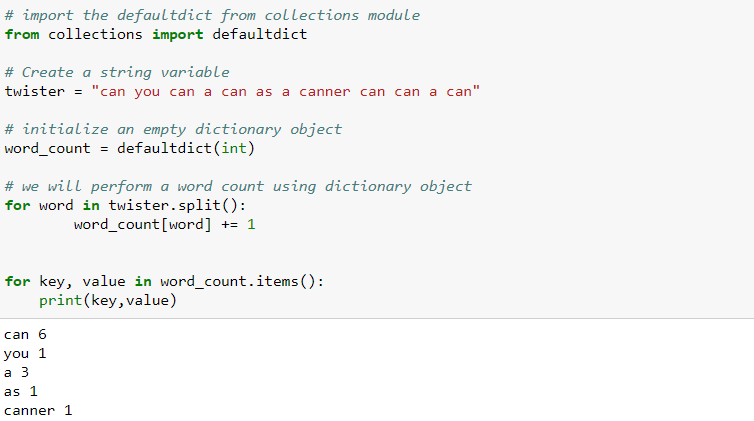 # import the defaultdict from collections module
from collections import defaultdict
# Create a string variable
twister = "can you can a can as a canner can can a can"
# initialize an empty dictionary object
word_count = defaultdict(int)
# we will perform a word count using dictionary object
for word in twister.split():
        word_count[word] += 1
for key, value in word_count.items():
    print(key,value)
can 6
you 1
a 3
as 1
canner 1